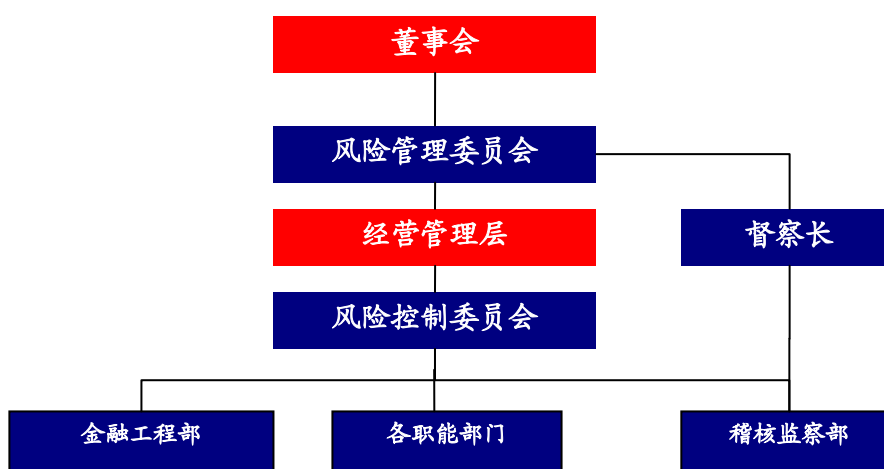 董事会
风险管理委员会
经营管理层
督察长
风险控制委员会
金融工程部
各职能部门
稽核监察部